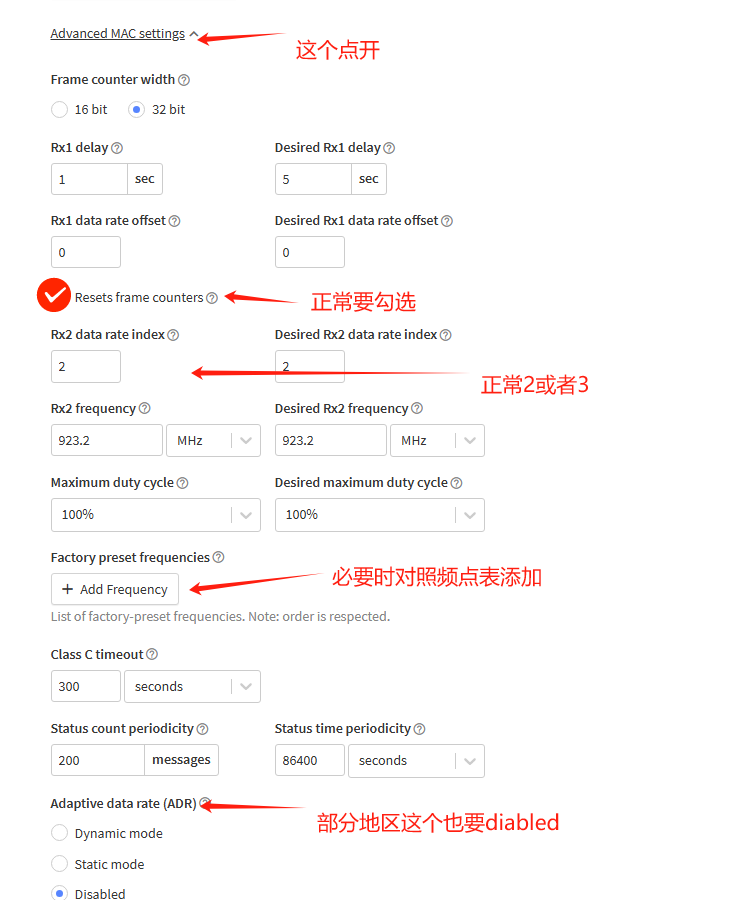 Advanced MAC settings
这个点开
Frame counter width
16 bit 32 bit
Rx1 delay Desired Rx1 delay
1 sec 5 sec
Rx1 data rate offset Desired Rx1 data rate offset
0 0
Resets frame counters
正常要勾选
Rx2 data rate index Desired Rx2 data rate index
2 2
正常2或者3
Rx2 frequency Desired Rx2 frequency
923.2 MHz 923.2 MHz
Maximum duty cycle Desired maximum duty cycle
100% 100%
Factory preset frequencies
必要时对照频点表添加
+ Add Frequency
List of factory-preset frequencies. Note: order is respected.
Class C timeout
300 seconds
Status count periodicity Status time periodicity
200 messages 86400 seconds
Adaptive data rate (ADR)
部分地区这个也要diabled
Dynamic mode
Static mode
Disabled